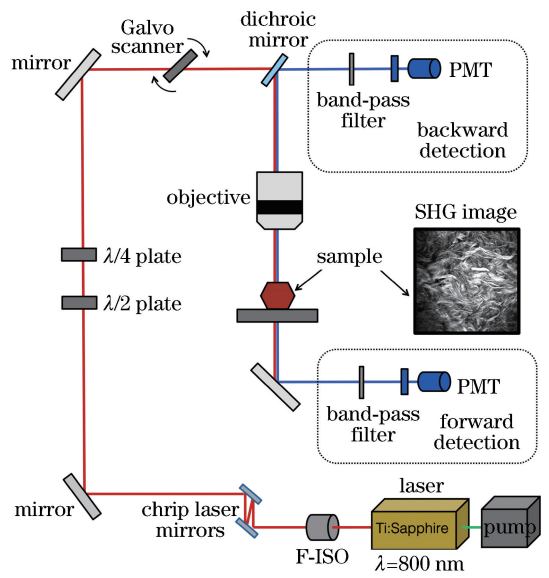 Galvo
scanner
dichroic
mirror
mirror
PMT
band-pass
filter
backward
detection
objective
SHG image
λ/4 plate
sample
λ/2 plate
PMT
band-pass
filter
forward
detection
mirror
chrip laser
mirrors
laser
F-ISO
Ti:Sapphire
pump
λ=800 nm